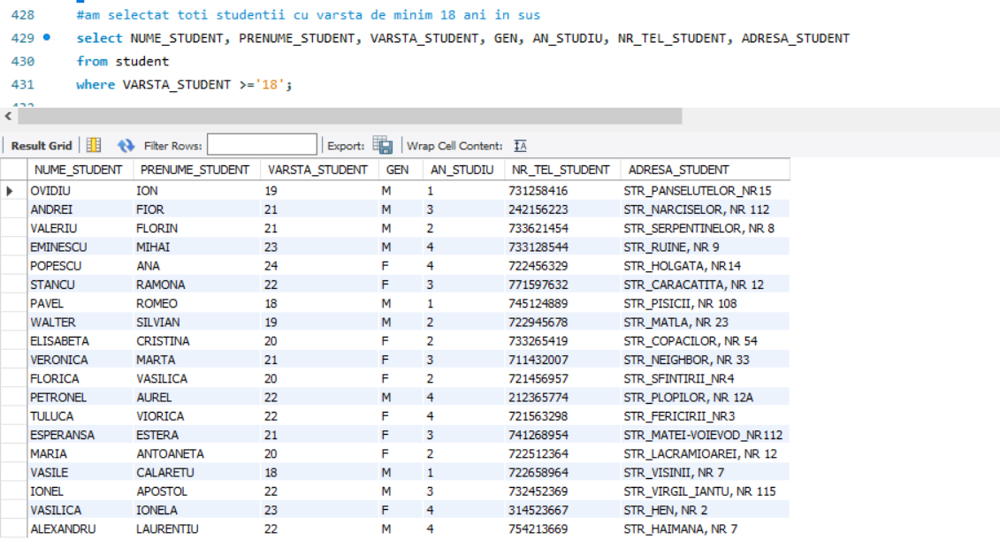 428 #am selectat toti studentii cu varsta de minim 18 ani in sus
429 select NUME_STUDENT, PRENUME_STUDENT, VARSTA_STUDENT, GEN, AN_STUDIU, NR_TEL_STUDENT, ADRESA_STUDENT
430 from student
431 where VARSTA_STUDENT >='18';
Result Grid Filter Rows: Export: Wrap Cell Content: IA
NUME_STUDENT PRENUME_STUDENT VARSTA_STUDENT GEN AN_STUDIU NR_TEL_STUDENT ADRESA_STUDENT
OVIDIU ION 19 M 1 731258416 STR_PANSELUTELOR_NR15
ANDREI FIOR 21 M 3 242156223 STR_NARCISELOR, NR 112
VALERIU FLORIN 21 M 2 733621454 STR_SERPENTINELOR, NR 8
EMINESCU MIHAI 23 M 4 733128544 STR_RUINE, NR 9
POPESCU ANA 24 F 4 722456329 STR_HOLGATA, NR14
STANCU RAMONA 22 F 3 771597632 STR_CARACATITA, NR 12
PAVEL ROMEO 18 M 1 745124889 STR_PISICII, NR 108
WALTER SILVIAN 19 M 2 722945678 STR_MATLA, NR 23
ELISABETA CRISTINA 20 F 2 733265419 STR_COPACILOR, NR 54
VERONICA MARTA 21 F 3 711432007 STR_NEIGHBOR, NR 33
FLORICA VASILICA 20 F 2 721456957 STR_SFINTIRII_NR4
PETRONEL AUREL 22 M 4 212365774 STR_PLOPILOR, NR 12A
TULUCA VIORICA 22 F 4 721563298 STR_FERICIRII_NR3
ESPERANSA ESTERA 21 F 3 741268954 STR_MATEI-VOIEVOD_NR112
MARIA ANTOANETA 20 F 2 722512364 STR_LACRAMIOAREI, NR 12
VASILE CALARETU 18 M 1 722658964 STR_VISINII, NR 7
IONEL APOSTOL 22 M 3 732452369 STR_VIRGIL_IANTU, NR 115
VASILICA IONELA 23 F 4 314523667 STR_HEN, NR 2
ALEXANDRU LAURENTIU 22 M 4 754213669 STR_HAIMANA, NR 7